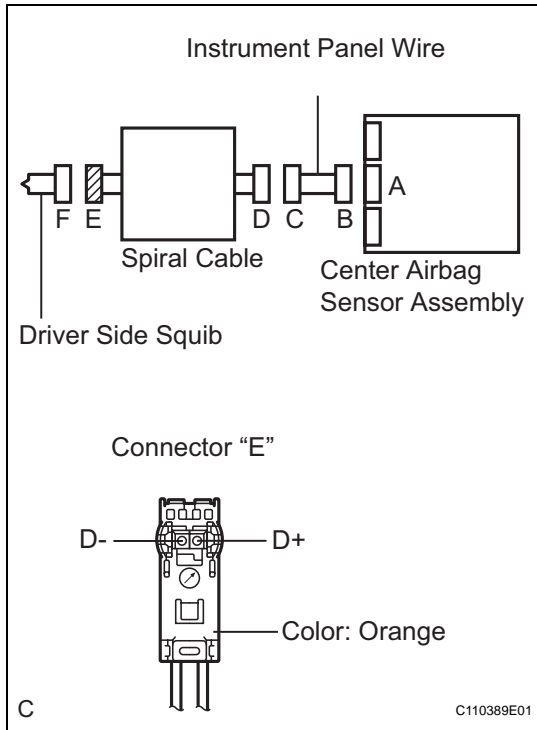 Instrument Panel Wire
F E D C B A
Spiral Cable
Center Airbag
Sensor Assembly
Driver Side Squib
Connector “E”
D- D+
Color: Orange
C C110389E01